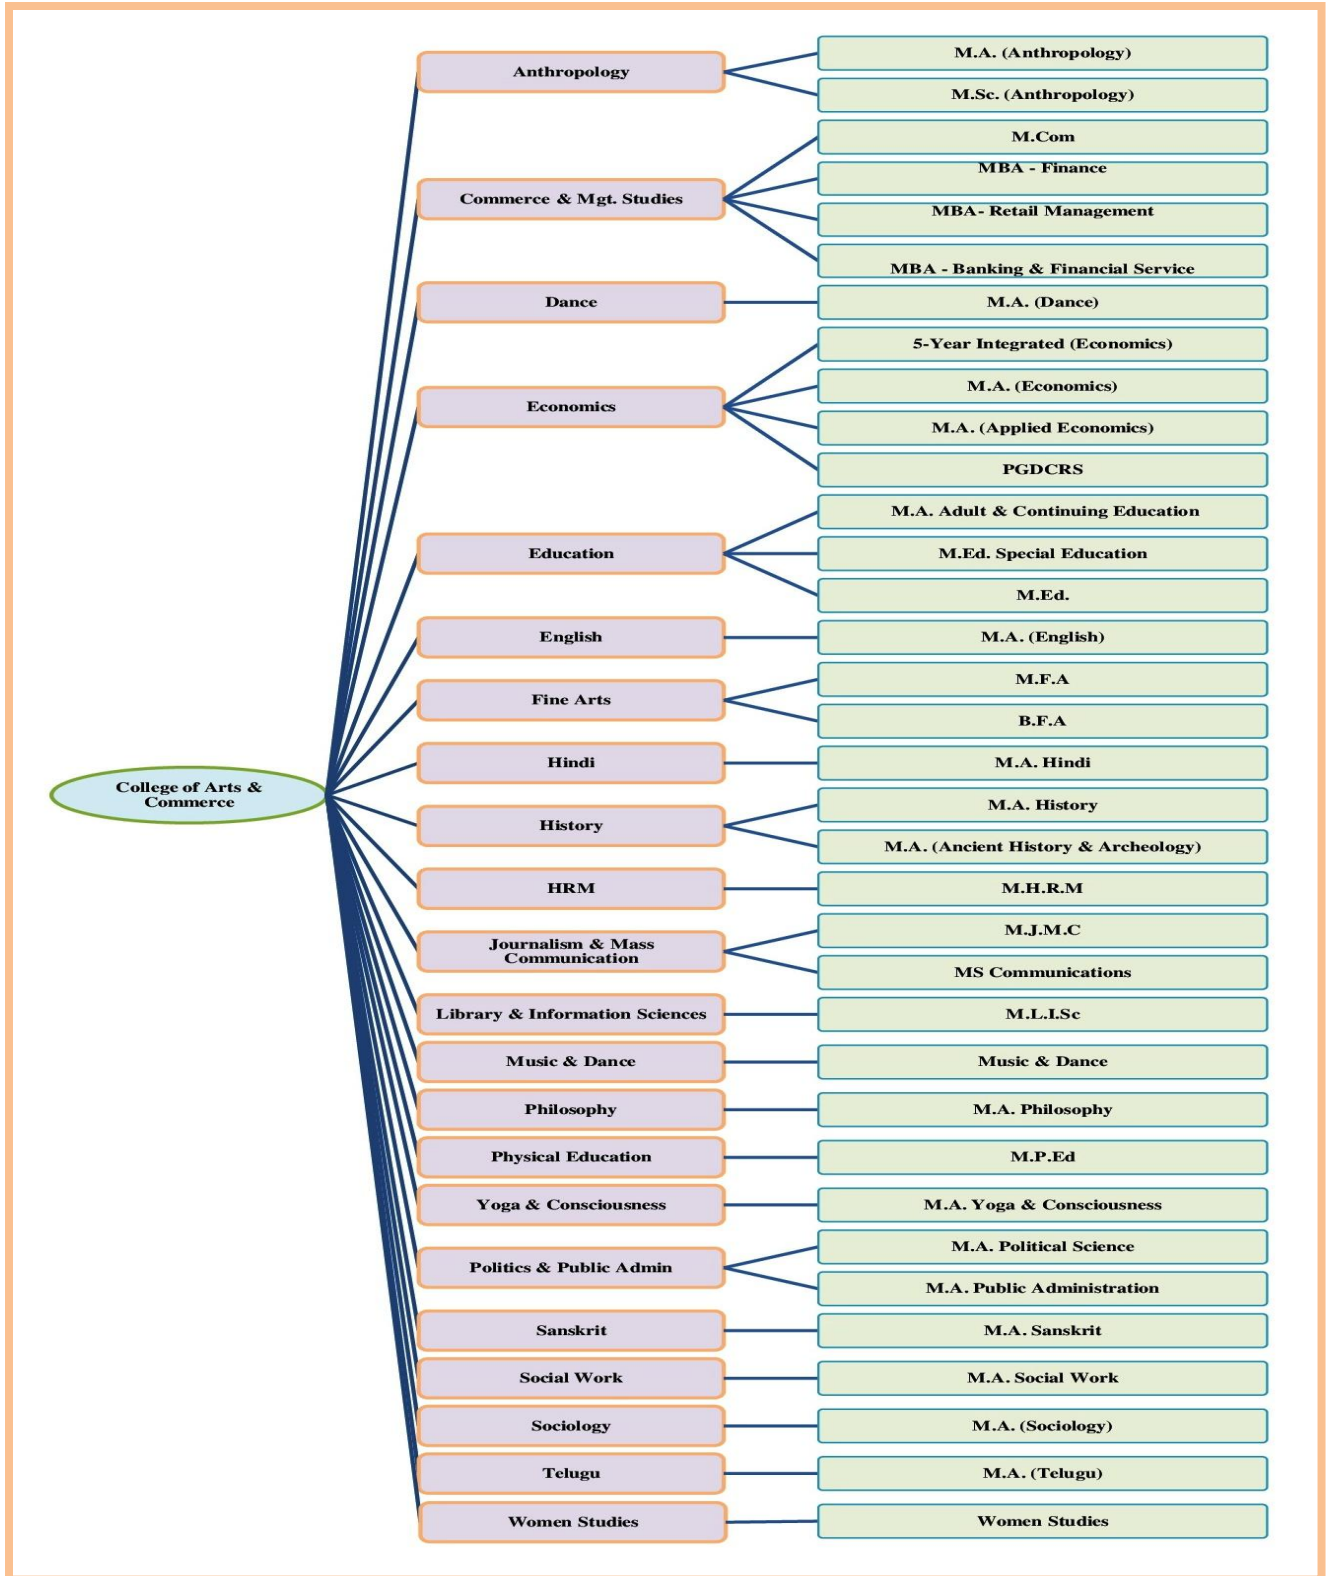 College of Arts &
Commerce
Anthropology
M.A. (Anthropology)
M.Sc. (Anthropology)
Commerce & Mgt. Studies
M.Com
MBA - Finance
MBA- Retail Management
MBA - Banking & Financial Service
Dance
M.A. (Dance)
Economics
5-Year Integrated (Economics)
M.A. (Economics)
M.A. (Applied Economics)
PGDCRS
Education
M.A. Adult & Continuing Education
M.Ed. Special Education
M.Ed.
English
M.A. (English)
Fine Arts
M.F.A
B.F.A
Hindi
M.A. Hindi
History
M.A. History
M.A. (Ancient History & Archeology)
HRM
M.H.R.M
Journalism & Mass
Communication
M.J.M.C
MS Communications
Library & Information Sciences
M.L.I.Sc
Music & Dance
Music & Dance
Philosophy
M.A. Philosophy
Physical Education
M.P.Ed
Yoga & Consciousness
M.A. Yoga & Consciousness
Politics & Public Admin
M.A. Political Science
M.A. Public Administration
Sanskrit
M.A. Sanskrit
Social Work
M.A. Social Work
Sociology
M.A. (Sociology)
Telugu
M.A. (Telugu)
Women Studies
Women Studies